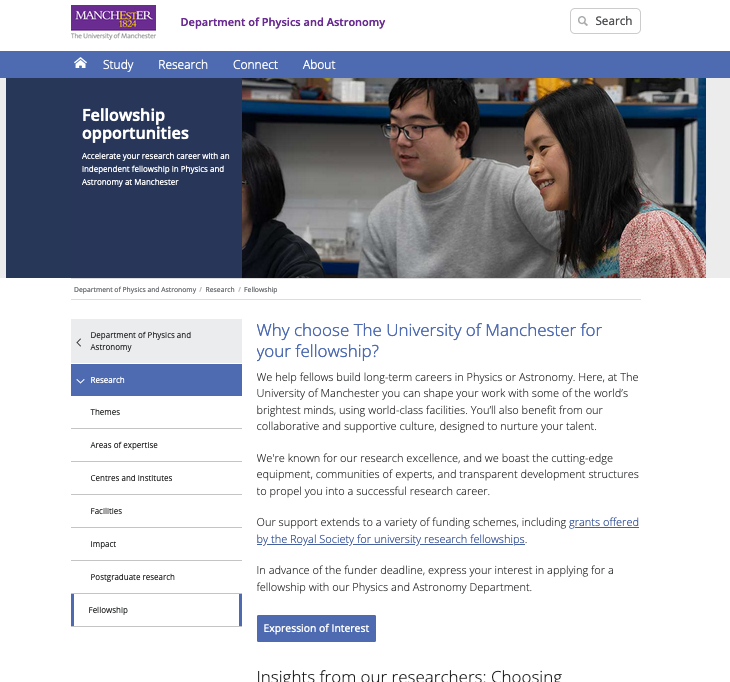 MANCHESTER
1824
The University of Manchester
Department of Physics and Astronomy
Search
Study
Research
Connect
About
Fellowship
opportunities
Accelerate your research career with an
independent fellowship in Physics and
Astronomy at Manchester
Department of Physics and Astronomy / Research / Fellowship
Department of Physics and
Astronomy
Research
Themes
Areas of expertise
Centres and institutes
Facilities
Impact
Postgraduate research
Fellowship
Why choose The University of Manchester for
your fellowship?
We help fellows build long-term careers in Physics or Astronomy. Here, at The
University of Manchester you can shape your work with some of the world's
brightest minds, using world-class facilities. You'll also benefit from our
collaborative and supportive culture, designed to nurture your talent.
We're known for our research excellence, and we boast the cutting-edge
equipment, communities of experts, and transparent development structures
to propel you into a successful research career.
Our support extends to a variety of funding schemes, including grants offered
by the Royal Society for university research fellowships.
In advance of the funder deadline, express your interest in applying for a
fellowship with our Physics and Astronomy Department.
Expression of Interest
Insights from our researchers: Choosing